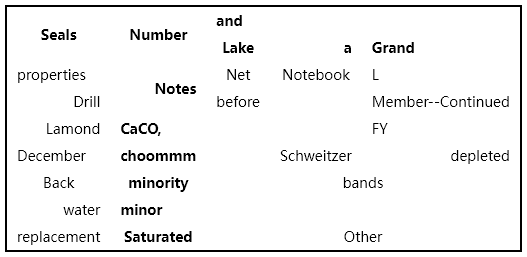 and
Seals Number
Lake a Grand
properties Net Notebook L
Notes
Drill before Member--Continued
Lamond CaCO, FY
December choommm Schweitzer depleted
Back minority bands
water minor
replacement Saturated Other